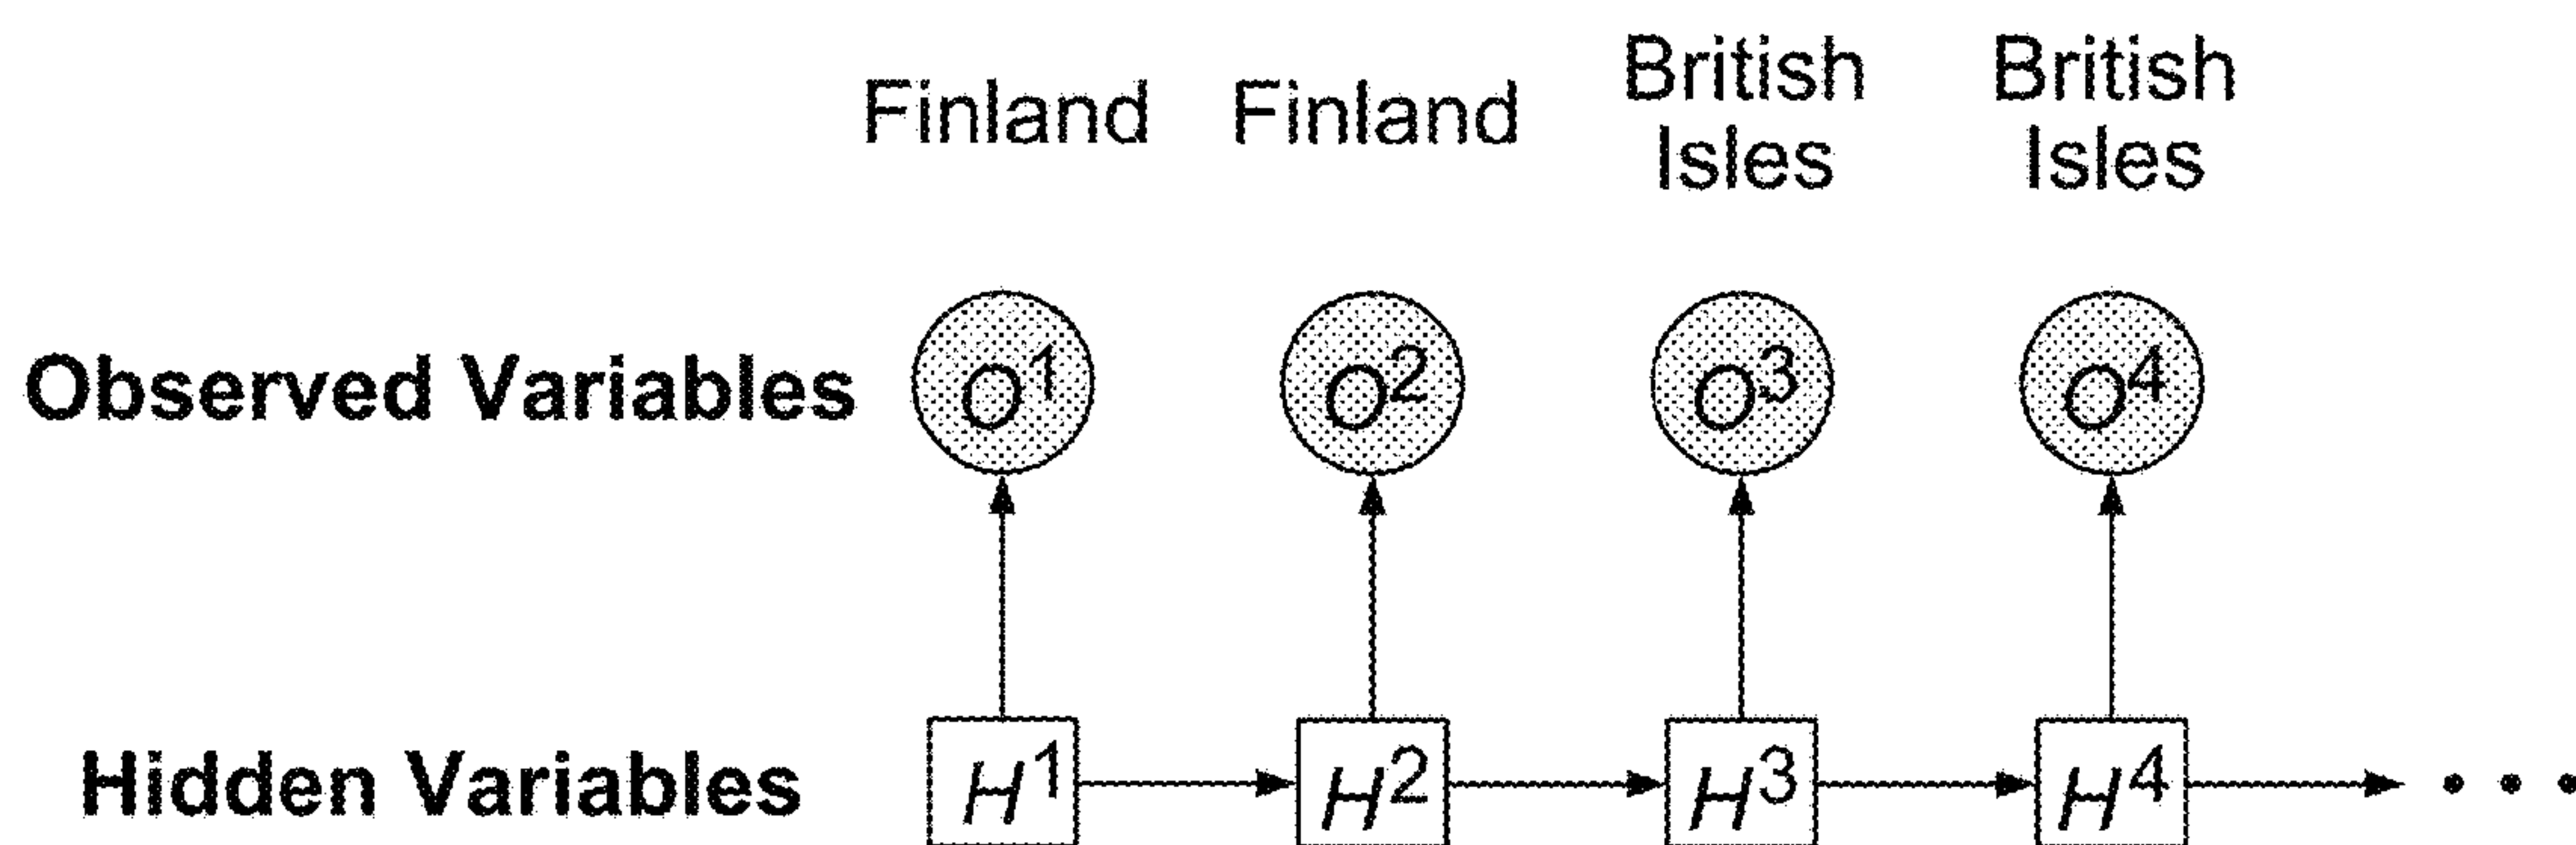 Finland Finland British Isles British Isles
Observed Variables O¹ O² O³ O⁴
Hidden Variables H¹ H² H³ H⁴ • • •